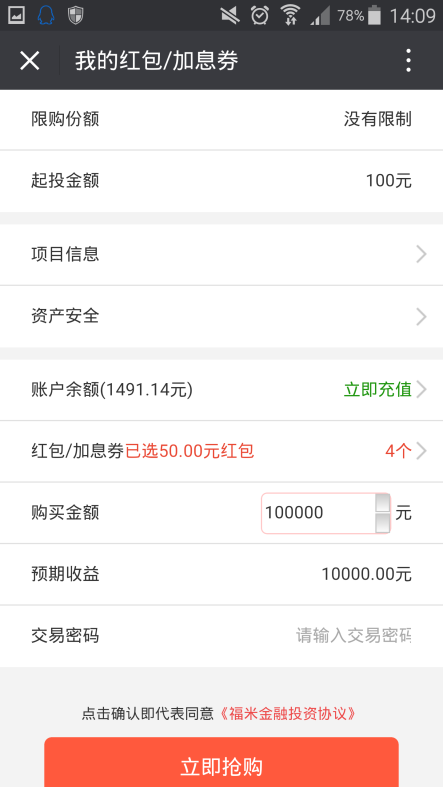 78% 14:09
我的红包/加息券
限购份额 没有限制
起投金额 100元
项目信息
资产安全
账户余额(1491.14元) 立即充值
红包/加息券已选50.00元红包 4个
购买金额 100000 元
预期收益 10000.00元
交易密码 请输入交易密码
点击确认即代表同意《福米金融投资协议》
立即抢购